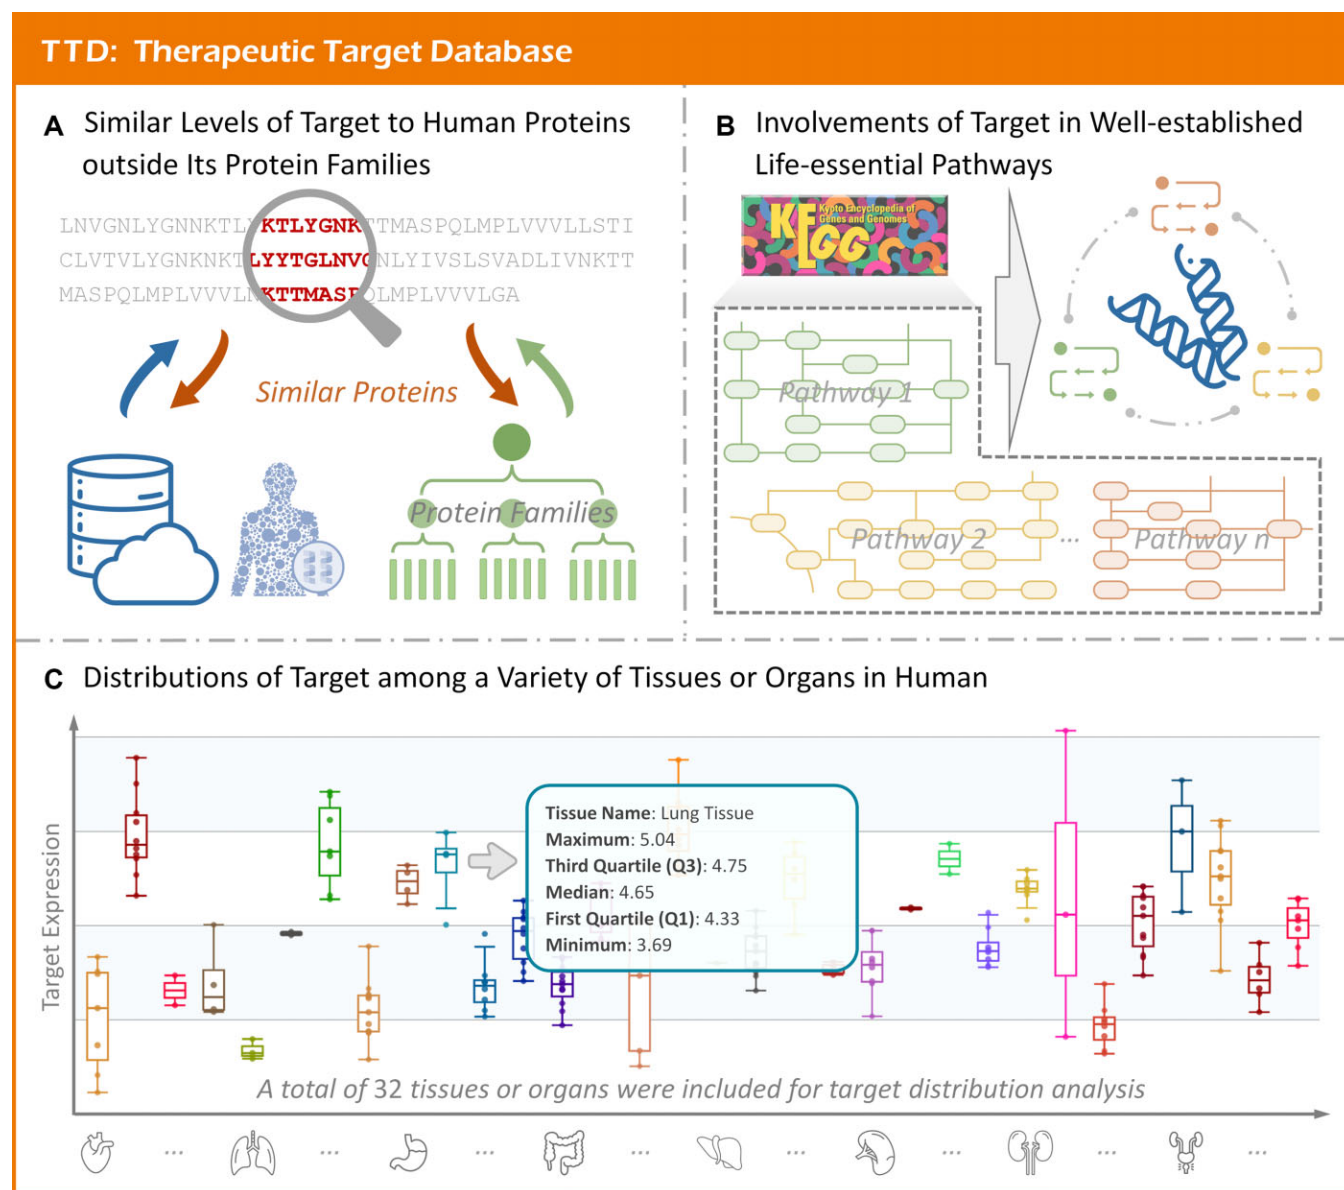 TTD: Therapeutic Target Database
A Similar Levels of Target to Human Proteins
outside Its Protein Families
LNVGNLYGNNKTLYKTLYGNKTTMASPQLMPLVVVLLSTI
CLVTVLYGNKNKTLYYTGLNVGNLYIVSLSVADLIVNKTT
MASPQLMPLVVVLNKTTMASPQLMPLVVVLGA
Similar Proteins
Protein Families
B Involvements of Target in Well-established
Life-essential Pathways
KEGG
Kyoto Encyclopedia of
Genes and Genomes
Pathway 1
Pathway 2
...
Pathway n
C Distributions of Target among a Variety of Tissues or Organs in Human
Target Expression
Tissue Name: Lung Tissue
Maximum: 5.04
Third Quartile (Q3): 4.75
Median: 4.65
First Quartile (Q1): 4.33
Minimum: 3.69
A total of 32 tissues or organs were included for target distribution analysis
... ... ... ... ... ... ... ...